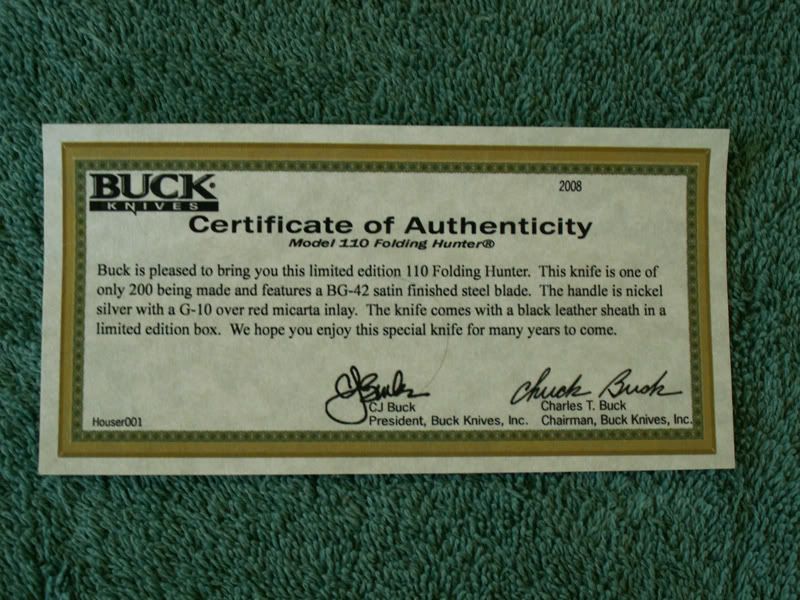 BUCK
KNIVES
2008
Certificate of Authenticity
Model 110 Folding Hunter®
Buck is pleased to bring you this limited edition 110 Folding Hunter. This knife is one of
only 200 being made and features a BG-42 satin finished steel blade. The handle is nickel
silver with a G-10 over red micarta inlay. The knife comes with a black leather sheath in a
limited edition box. We hope you enjoy this special knife for many years to come.
CJ Buck
Chuck Buck
CJ Buck
Charles T. Buck
Houser001
President, Buck Knives, Inc.
Chairman, Buck Knives, Inc.